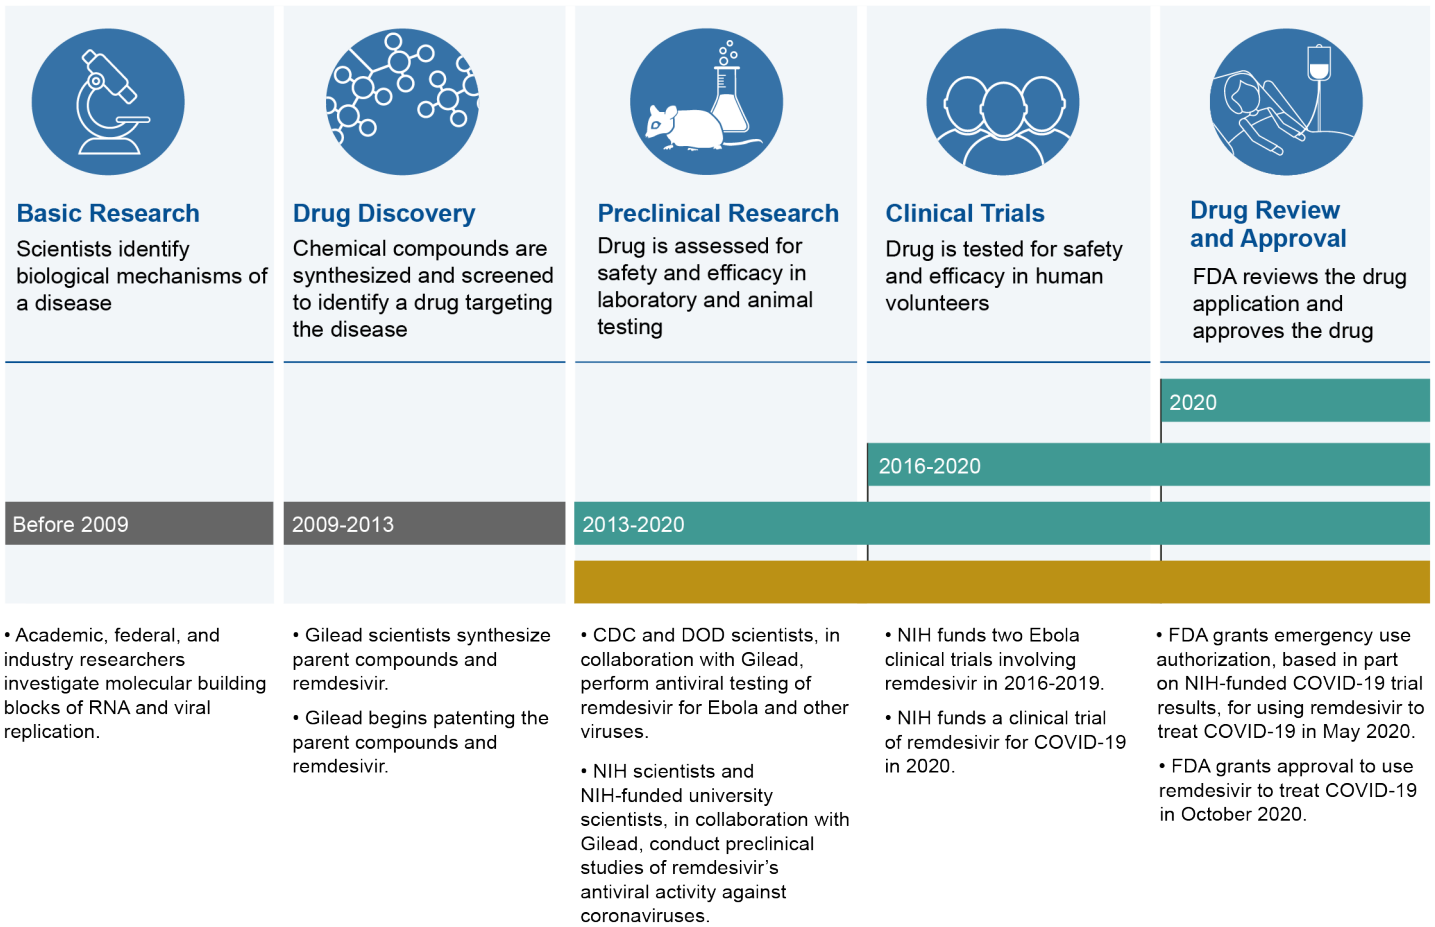 Basic Research
Scientists identify
biological mechanisms of
a disease
Drug Discovery
Chemical compounds are
synthesized and screened
to identify a drug targeting
the disease
Preclinical Research
Drug is assessed for
safety and efficacy in
laboratory and animal
testing
Clinical Trials
Drug is tested for safety
and efficacy in human
volunteers
Drug Review
and Approval
FDA reviews the drug
application and
approves the drug
2020
2016-2020
Before 2009
2009-2013
2013-2020
• Academic, federal, and
industry researchers
investigate molecular building
blocks of RNA and viral
replication.
• Gilead scientists synthesize
parent compounds and
remdesivir.
• Gilead begins patenting the
parent compounds and
remdesivir.
• CDC and DOD scientists, in
collaboration with Gilead,
perform antiviral testing of
remdesivir for Ebola and other
viruses.
• NIH scientists and
NIH-funded university
scientists, in collaboration with
Gilead, conduct preclinical
studies of remdesivir's
antiviral activity against
coronaviruses.
• NIH funds two Ebola
clinical trials involving
remdesivir in 2016-2019.
• NIH funds a clinical trial
of remdesivir for COVID-19
in 2020.
• FDA grants emergency use
authorization, based in part
on NIH-funded COVID-19 trial
results, for using remdesivir to
treat COVID-19 in May 2020.
• FDA grants approval to use
remdesivir to treat COVID-19
in October 2020.